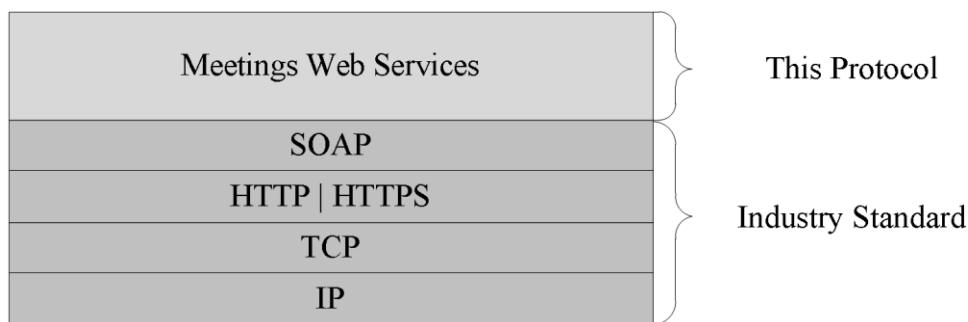 Meetings Web Services
This Protocol
SOAP
HTTP | HTTPS
TCP
IP
Industry Standard